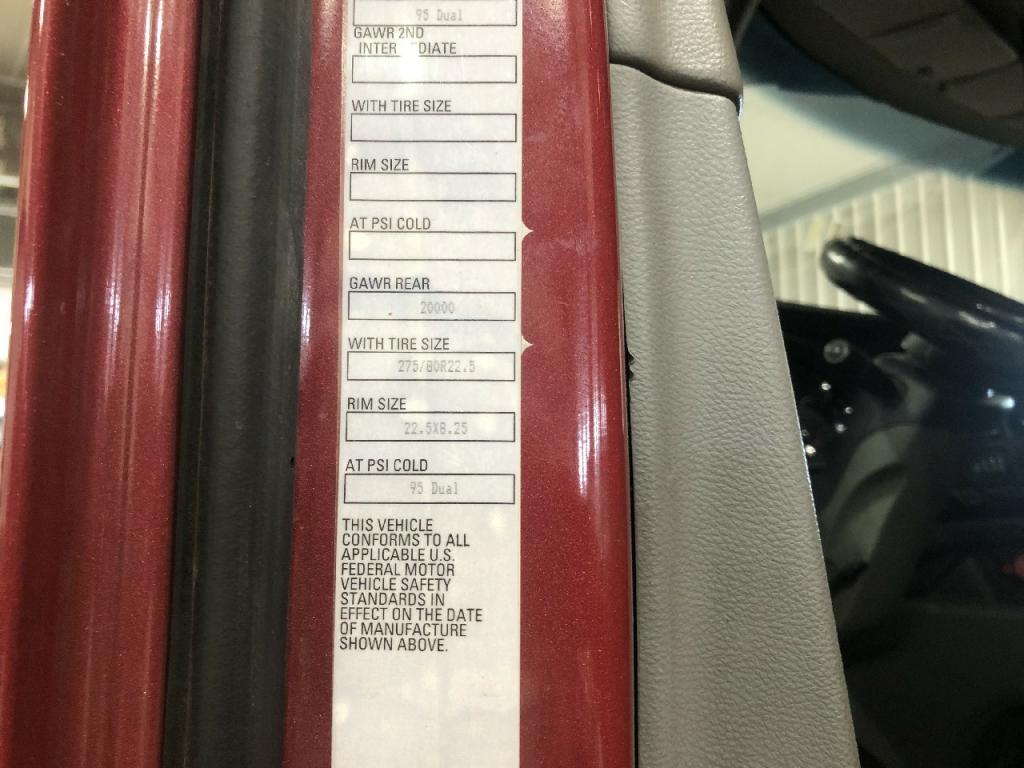 95 Dual
GAWR 2ND
INTER DIATE
WITH TIRE SIZE
RIM SIZE
AT PSI COLD
GAWR REAR
20000
WITH TIRE SIZE
275/80R22.5
RIM SIZE
22.5X8.25
AT PSI COLD
95 Dual
THIS VEHICLE
CONFORMS TO ALL
APPLICABLE U.S.
FEDERAL MOTOR
VEHICLE SAFETY
STANDARDS IN
EFFECT ON THE DATE
OF MANUFACTURE
SHOWN ABOVE.